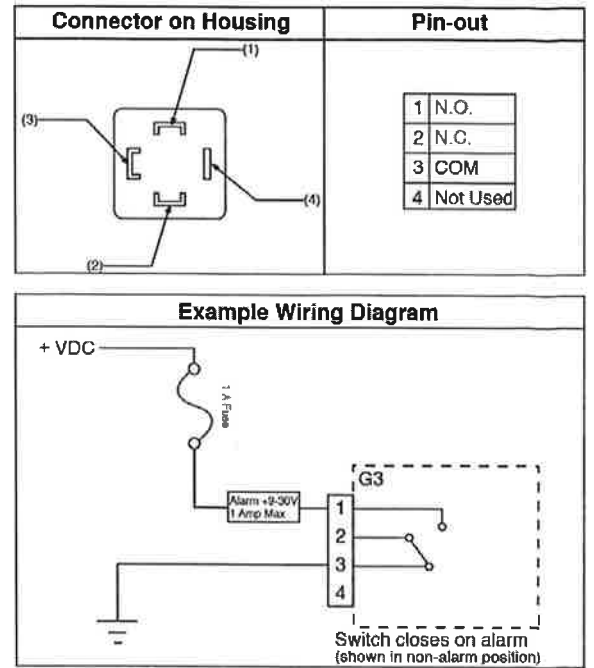 Connector on Housing
Pin-out
(1)
(3)
(4)
(2)
1 N.O.
2 N.C.
3 COM
4 Not Used
Example Wiring Diagram
+ VDC
1 A Fuse
Alarm +9-30V
1 Amp Max
G3
1
2
3
4
Switch closes on alarm
(shown in non-alarm position)